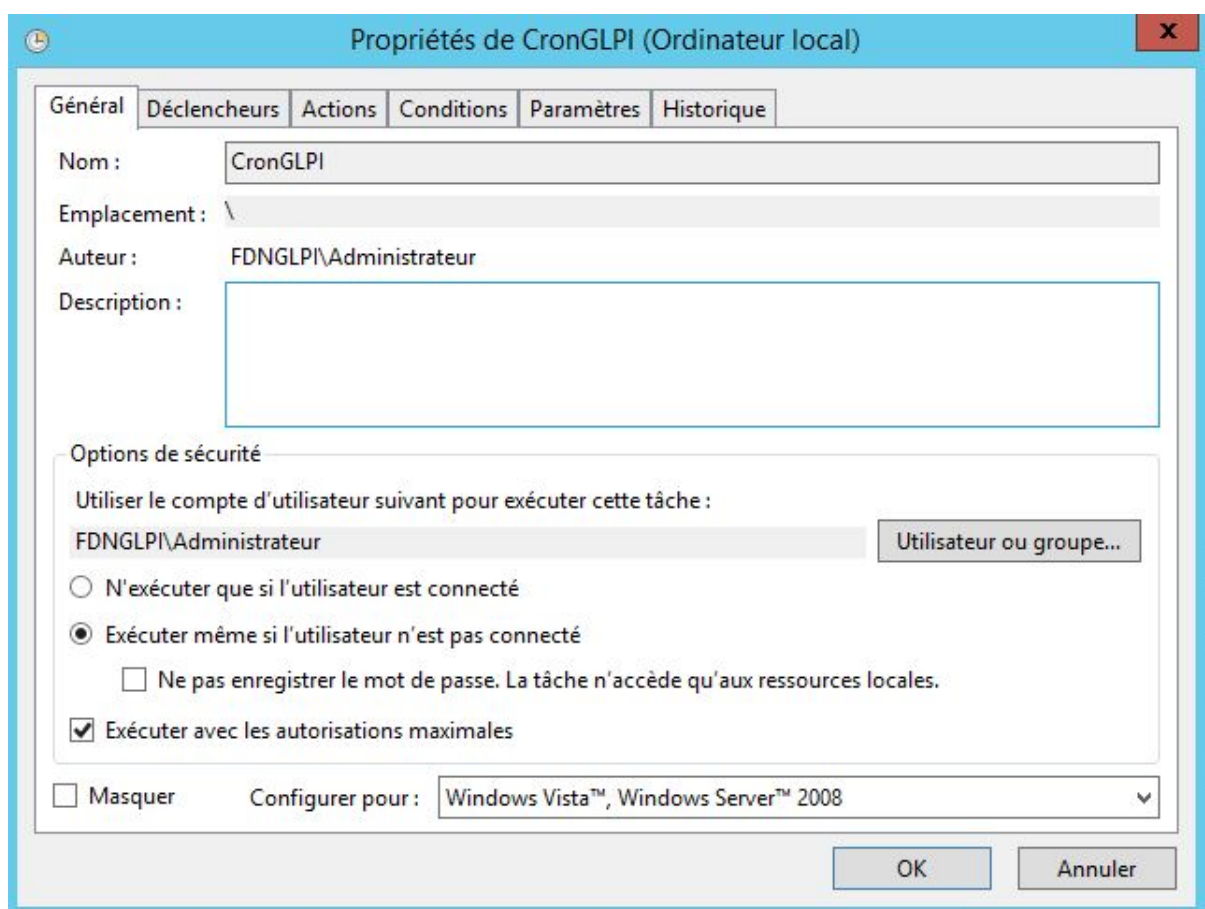 Propriétés de CronGLPI (Ordinateur local)
x
Général Déclencheurs Actions Conditions Paramètres Historique
Nom : CronGLPI
Emplacement : \
Auteur : FDNGLPI\Administrateur
Description :
Options de sécurité
Utiliser le compte d'utilisateur suivant pour exécuter cette tâche :
FDNGLPI\Administrateur Utilisateur ou groupe...
N'exécuter que si l'utilisateur est connecté
Exécuter même si l'utilisateur n'est pas connecté
Ne pas enregistrer le mot de passe. La tâche n'accède qu'aux ressources locales.
Exécuter avec les autorisations maximales
Masquer Configurer pour : Windows Vista™, Windows Server™ 2008
OK Annuler